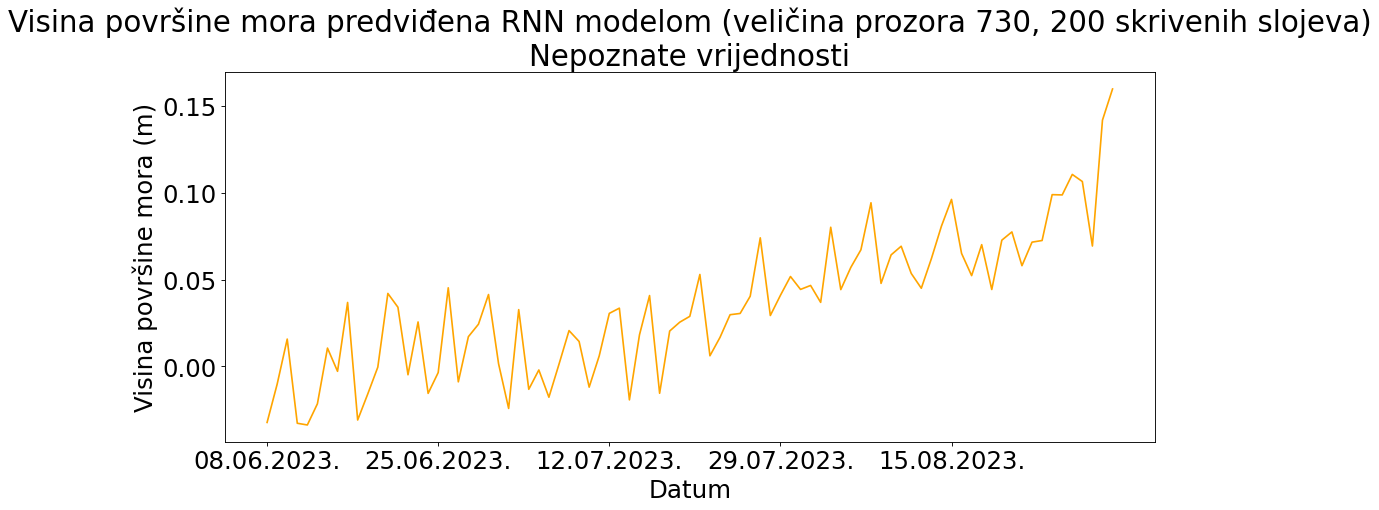 Visina površine mora predviđena RNN modelom (veličina prozora 730, 200 skrivenih slojeva)
Nepoznate vrijednosti
Visina površine mora (m)
0.15
0.10
0.05
0.00
08.06.2023. 25.06.2023. 12.07.2023. 29.07.2023. 15.08.2023.
Datum